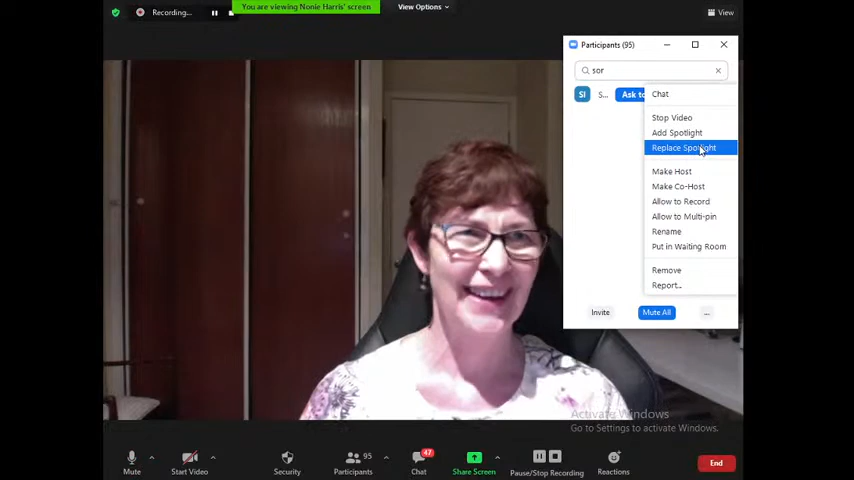 Recording...
You are viewing Nonie Harris' screen
View Options
View
Participants (95)
sor
SI
S...
Ask to
Chat
Stop Video
Add Spotlight
Replace Spotlight
Make Host
Make Co-Host
Allow to Record
Allow to Multi-pin
Rename
Put in Waiting Room
Remove
Report...
Invite
Mute All
...
Activate Windows
Go to Settings to activate Windows.
Mute
Start Video
Security
95
Participants
47
Chat
Share Screen
Pause/Stop Recording
Reactions
End